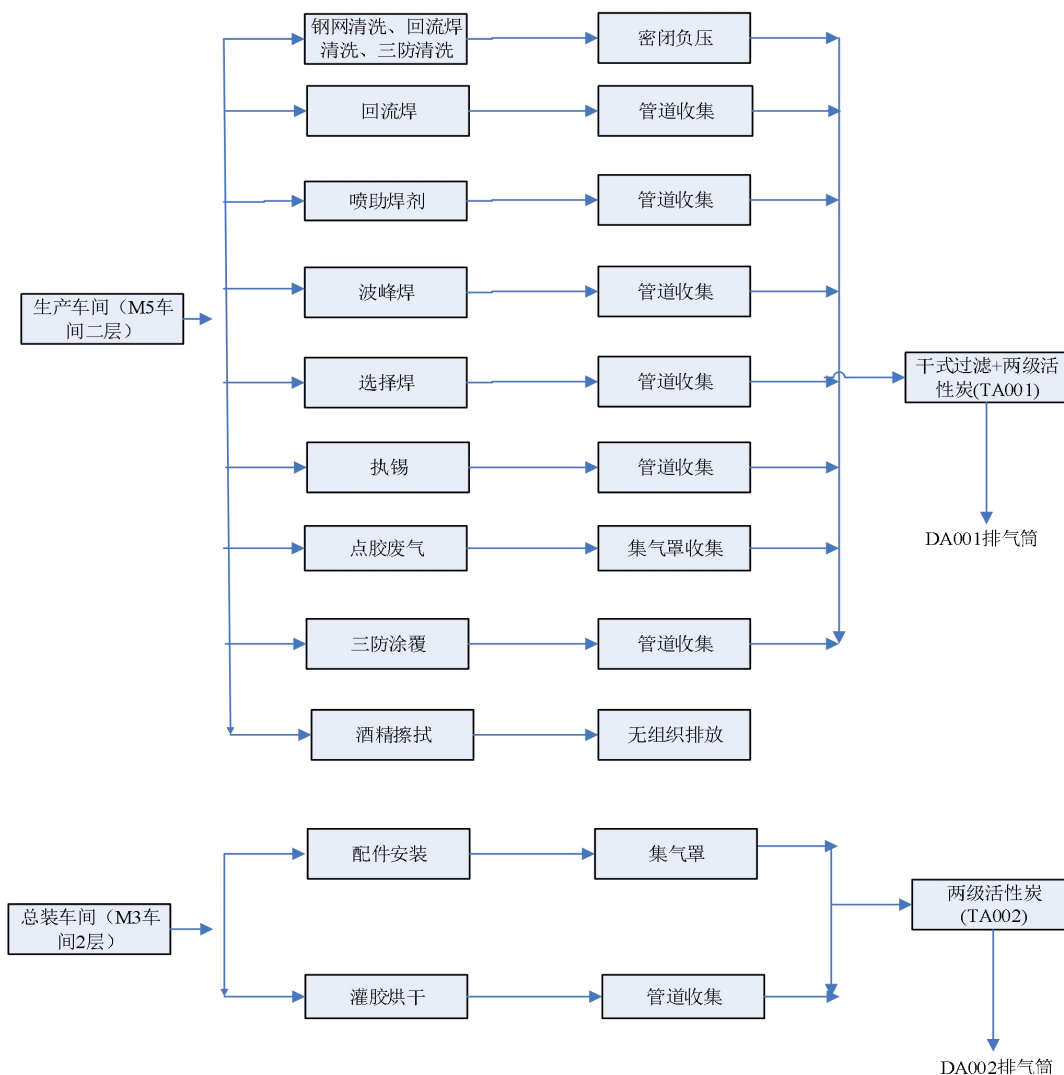 钢网清洗、回流焊
清洗、三防清洗
密闭负压
回流焊
管道收集
喷助焊剂
管道收集
生产车间（M5车
间二层）
波峰焊
管道收集
选择焊
管道收集
干式过滤+两级活
性炭(TA001)
执锡
管道收集
点胶废气
集气罩收集
DA001排气筒
三防涂覆
管道收集
酒精擦拭
无组织排放
配件安装
集气罩
总装车间（M3车
间2层）
两级活性炭
(TA002)
灌胶烘干
管道收集
DA002排气筒